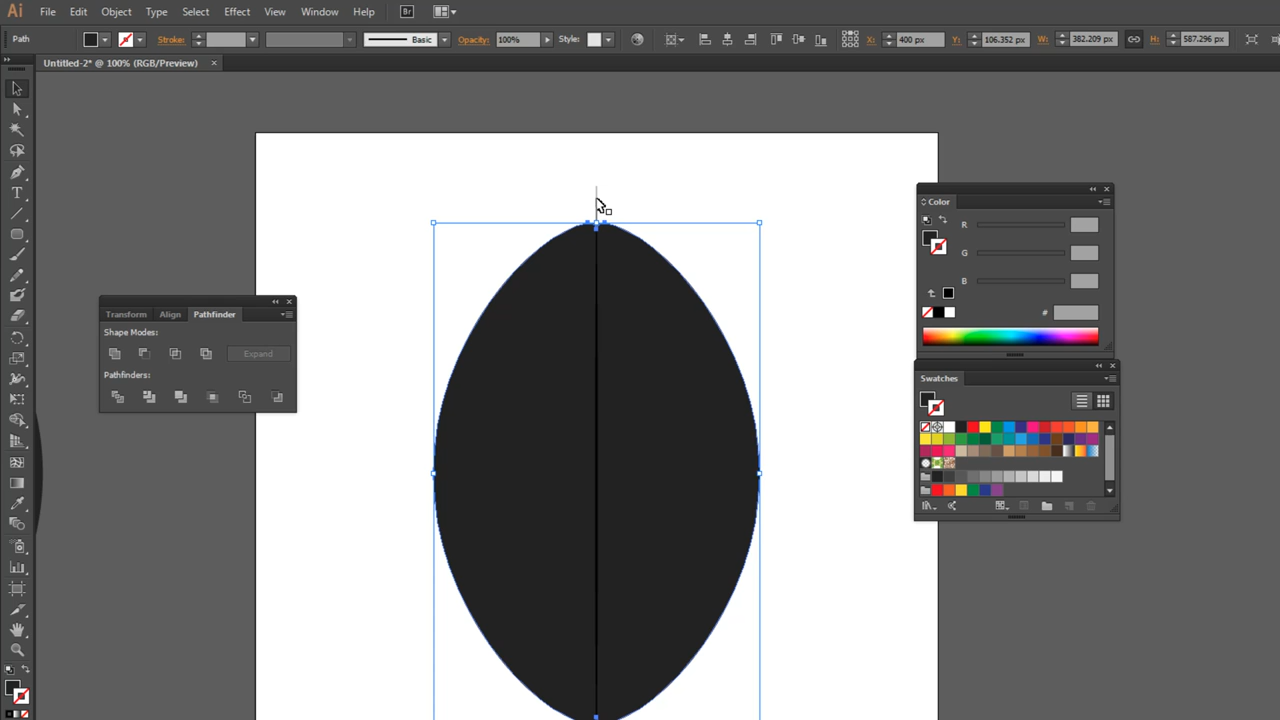 Ai File Edit Object Type Select Effect View Window Help Br
Path Stroke: Basic Opacity: 100% Style: X: 400 px Y: 106.352 px W: 382.209 px H: 587.296 px
Untitled-2* @ 100% (RGB/Preview)
Color
R
G
B
#
Transform Align Pathfinder
Shape Modes:
Expand
Pathfinders:
Swatches